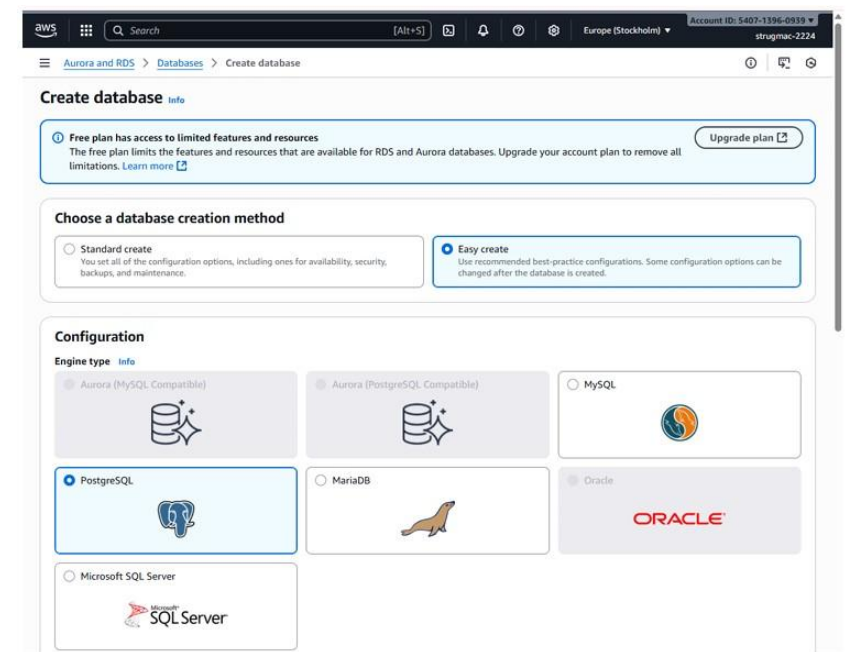 aws
Search
[Alt+S]
Europe (Stockholm)
Account ID: 5407-1396-0939
strugmac-2224
Aurora and RDS > Databases > Create database
Create database Info
Free plan has access to limited features and resources
The free plan limits the features and resources that are available for RDS and Aurora databases. Upgrade your account plan to remove all
limitations. Learn more
Upgrade plan
Choose a database creation method
Standard create
You set all of the configuration options, including ones for availability, security,
backups, and maintenance.
Easy create
Use recommended best-practice configurations. Some configuration options can be
changed after the database is created.
Configuration
Engine type Info
Aurora (MySQL Compatible)
Aurora (PostgreSQL Compatible)
MySQL
PostgreSQL
MariaDB
Oracle
ORACLE
Microsoft SQL Server
Microsoft
SQL Server